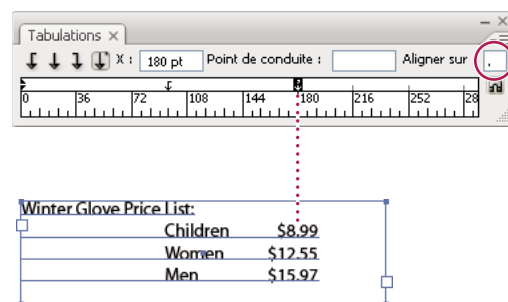 Tabulations ×
X : 180 pt Point de conduite : Aligner sur ,
0 36 72 108 144 180 216 252 28
Winter Glove Price List:
Children $8.99
Women $12.55
Men $15.97